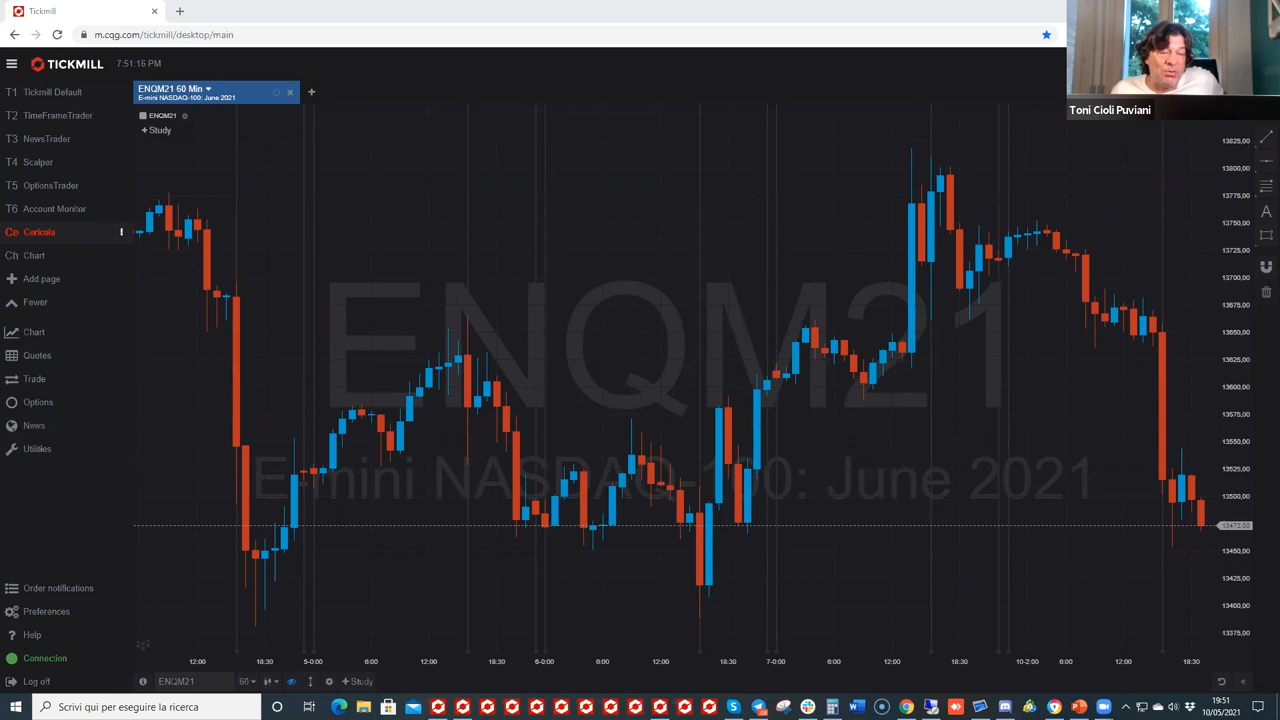 Tickmill
m.cqg.com/tickmill/desktop/main
TICKMILL
7:51:16 PM
T1 Tickmill Default
T2 TimeFrameTrader
T3 NewsTrader
T4 Scalper
T5 OptionsTrader
T6 Account Monitor
Ce Cericola
Ch Chart
Add page
Fewer
Chart
Quotes
Trade
Options
News
Utilities
Order notifications
Preferences
Help
Connection
Log off
ENQM21 60 Min
E-mini NASDAQ-100: June 2021
ENQM21
+ Study
ENQM21
E-mini NASDAQ-100: June 2021
Toni Cioli Puviani
13825,00
13800,00
13775,00
13750,00
13725,00
13700,00
13675,00
13650,00
13625,00
13600,00
13575,00
13550,00
13525,00
13500,00
13473,00
13450,00
13425,00
13400,00
13375,00
12:00 18:30 5-0:00 6:00 12:00 18:30 6-0:00 6:00 12:00 18:30 7-0:00 6:00 12:00 18:30 10-2:00 6:00 12:00 18:30
ENQM21 60 + Study
Scrivi qui per eseguire la ricerca
19:51
10/05/2021